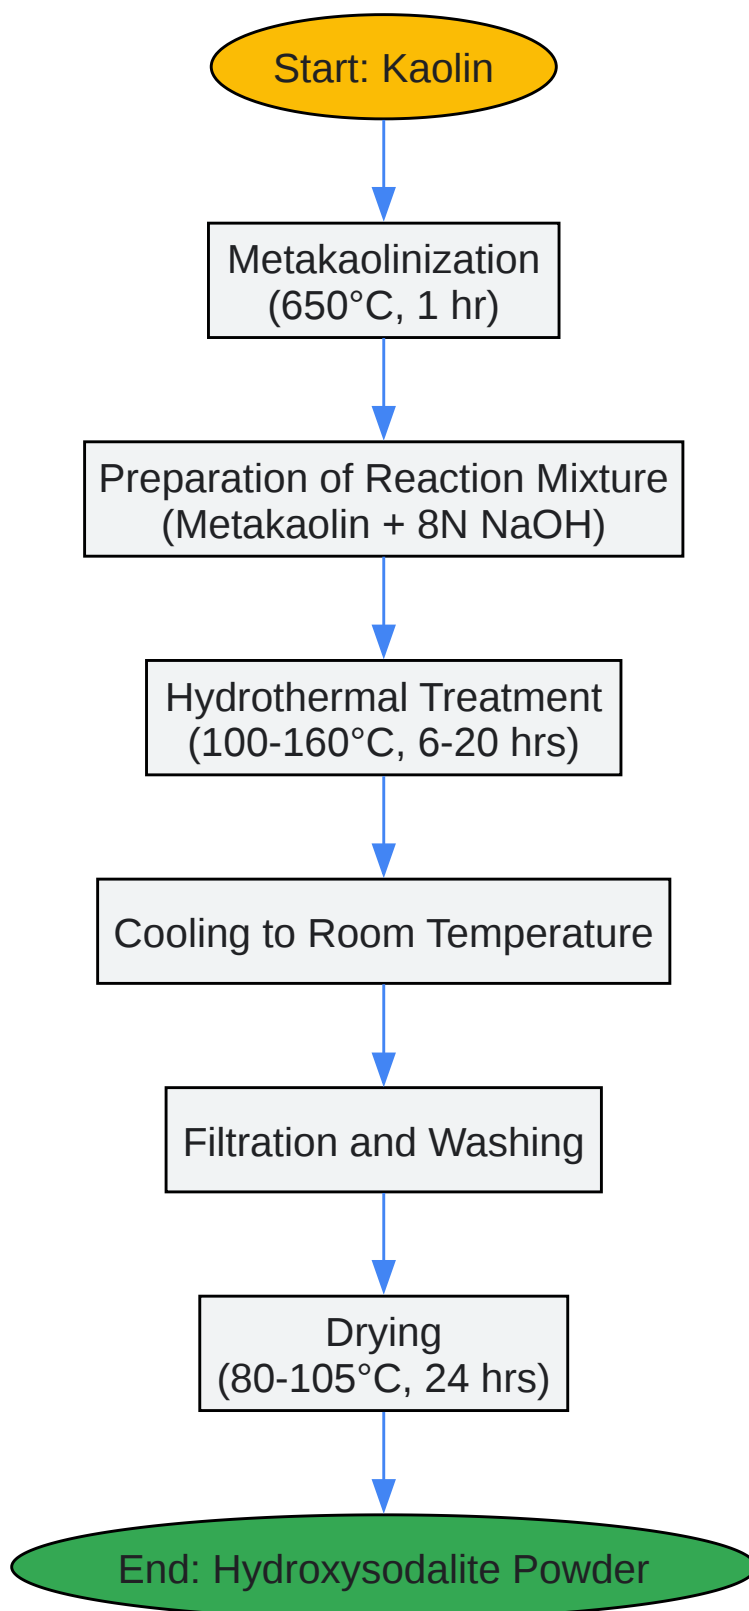 Start: Kaolin
Metakaolinization
(650°C, 1 hr)
Preparation of Reaction Mixture
(Metakaolin + 8N NaOH)
Hydrothermal Treatment
(100-160°C, 6-20 hrs)
Cooling to Room Temperature
Filtration and Washing
Drying
(80-105°C, 24 hrs)
End: Hydroxysodalite Powder